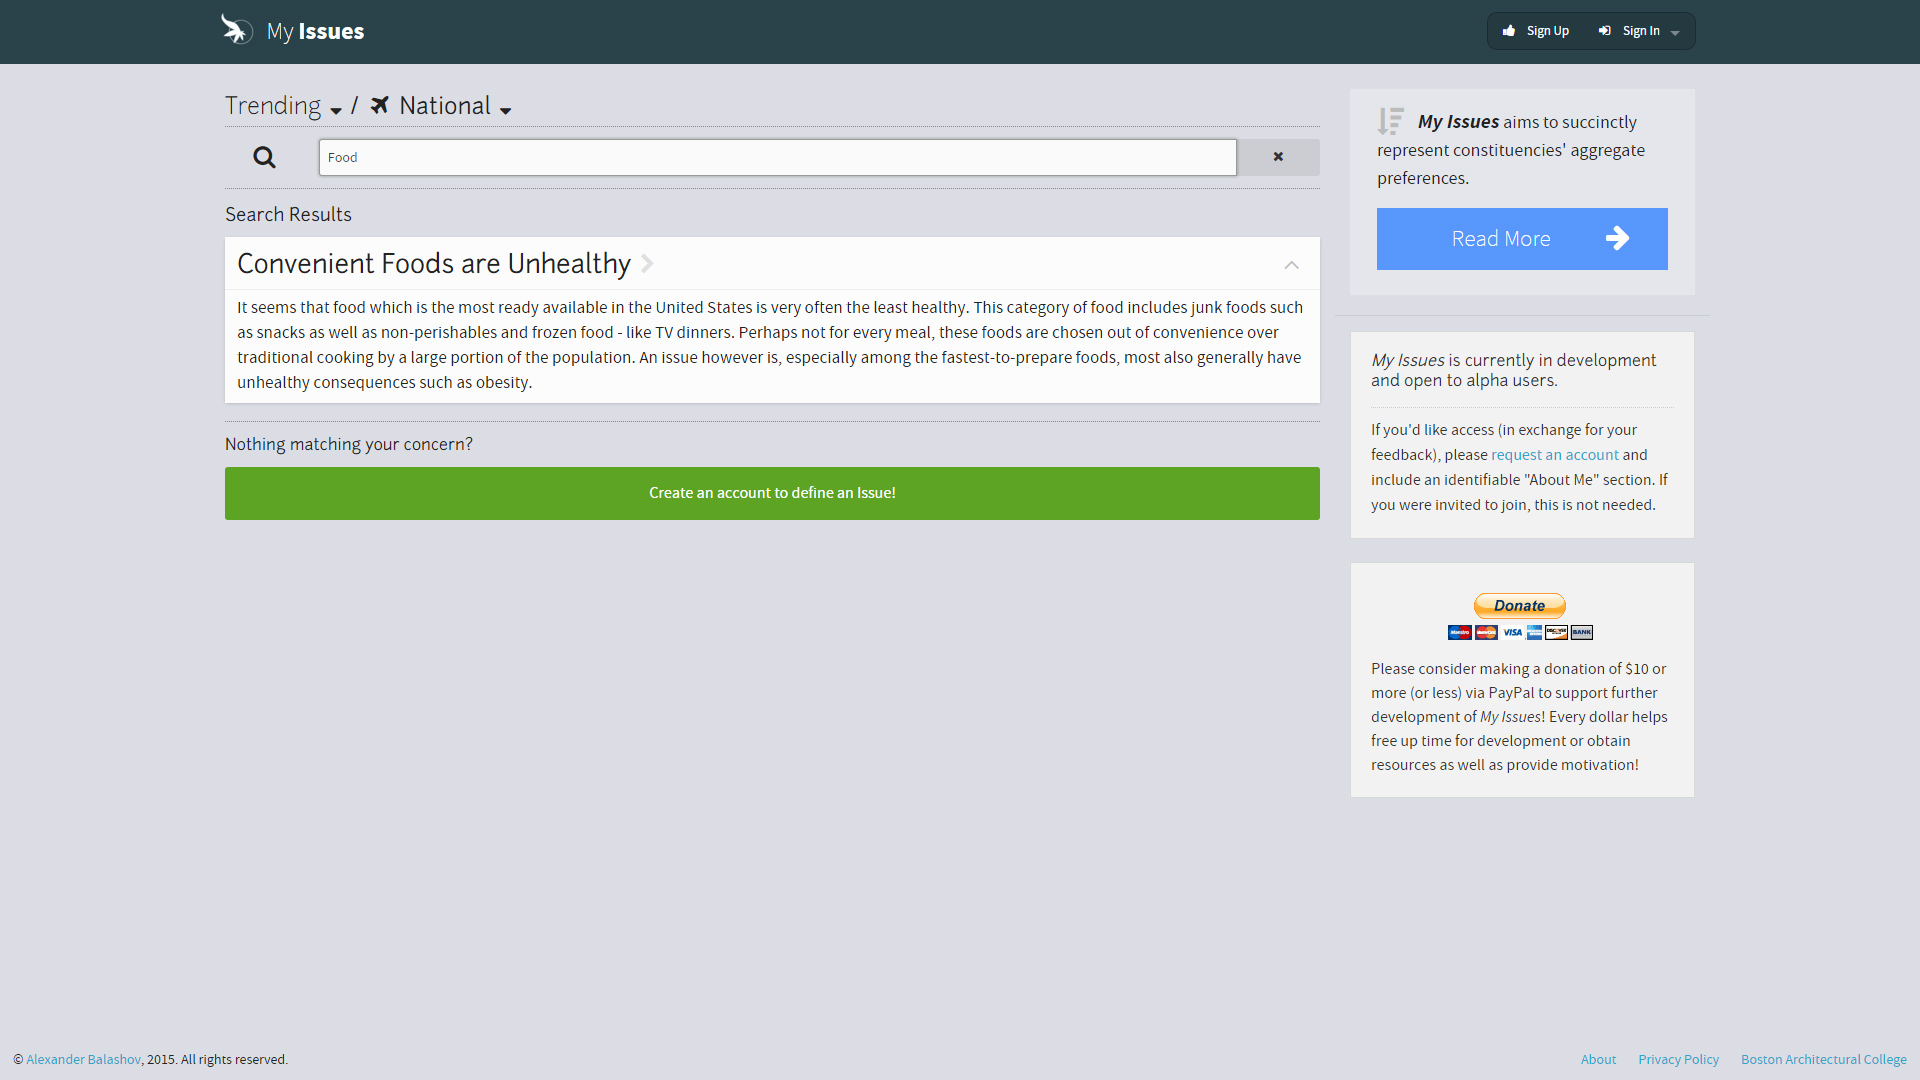 My Issues
Sign Up
Sign In
Trending / National
Food
Search Results
Convenient Foods are Unhealthy
It seems that food which is the most ready available in the United States is very often the least healthy. This category of food includes junk foods such
as snacks as well as non-perishables and frozen food - like TV dinners. Perhaps not for every meal, these foods are chosen out of convenience over
traditional cooking by a large portion of the population. An issue however is, especially among the fastest-to-prepare foods, most also generally have
unhealthy consequences such as obesity.
Nothing matching your concern?
Create an account to define an Issue!
My Issues aims to succinctly
represent constituencies' aggregate
preferences.
Read More
My Issues is currently in development
and open to alpha users.
If you'd like access (in exchange for your
feedback), please request an account and
include an identifiable "About Me" section. If
you were invited to join, this is not needed.
Donate
Maestro MasterCard VISA DISCOVER BANK
Please consider making a donation of $10 or
more (or less) via PayPal to support further
development of My Issues! Every dollar helps
free up time for development or obtain
resources as well as provide motivation!
© Alexander Balashov, 2015. All rights reserved.
About Privacy Policy Boston Architectural College